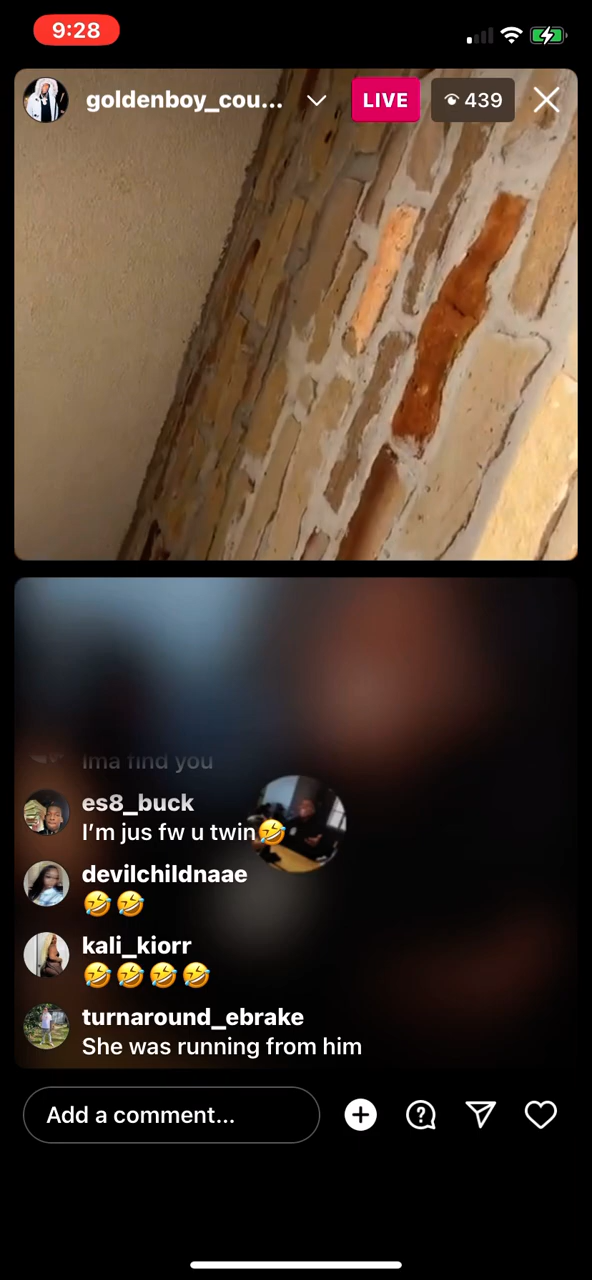 9:28
goldenboy_cou...
LIVE
439
Ima find you
es8_buck
I’m jus fw u twin🤣
devilchildnaae
🤣🤣
kali_kiorr
🤣🤣🤣🤣
turnaround_ebrake
She was running from him
Add a comment...